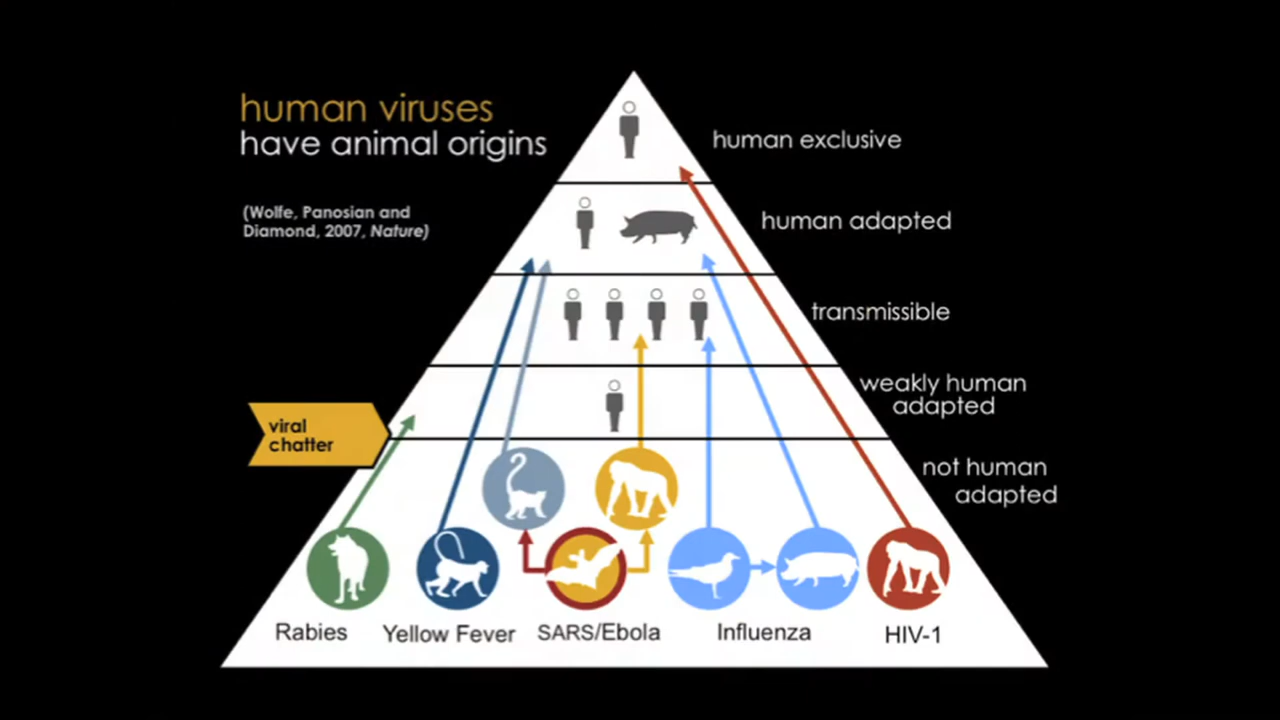 human viruses
have animal origins
(Wolfe, Panosian and
Diamond, 2007, Nature)
human exclusive
human adapted
transmissible
weakly human
adapted
viral
chatter
not human
adapted
Rabies
Yellow Fever
SARS/Ebola
Influenza
HIV-1